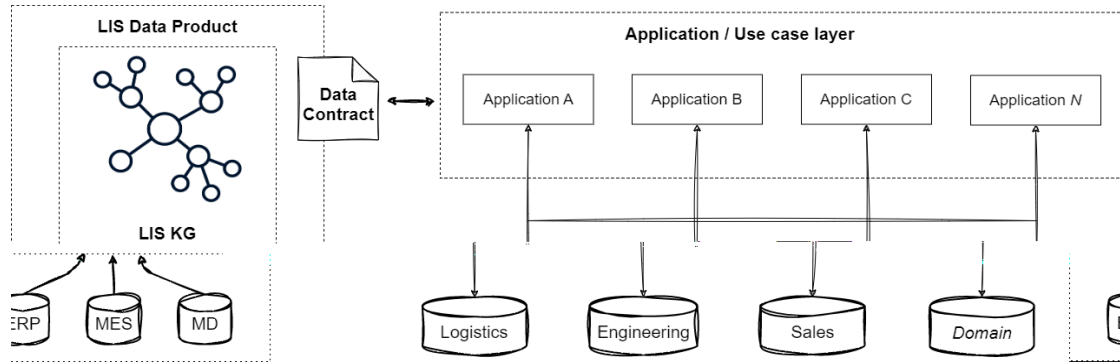 LIS Data Product
Application / Use case layer
Data
Contract
Application A
Application B
Application C
Application N
LIS KG
ERP
MES
MD
Logistics
Engineering
Sales
Domain